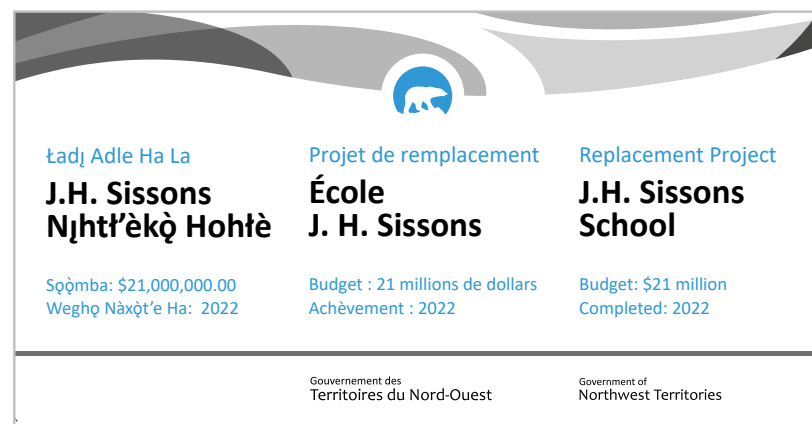 Ładı̨ Adle Ha La
J.H. Sissons
Nı̨htł’èkǫ̀ Hohłè
Sǫǫ̀mba: $21,000,000.00
Weghǫ Nàxǫ̀t’e Ha: 2022
Projet de remplacement
École
J. H. Sissons
Budget : 21 millions de dollars
Achèvement : 2022
Replacement Project
J.H. Sissons
School
Budget: $21 million
Completed: 2022
Gouvernement des
Territoires du Nord-Ouest
Government of
Northwest Territories